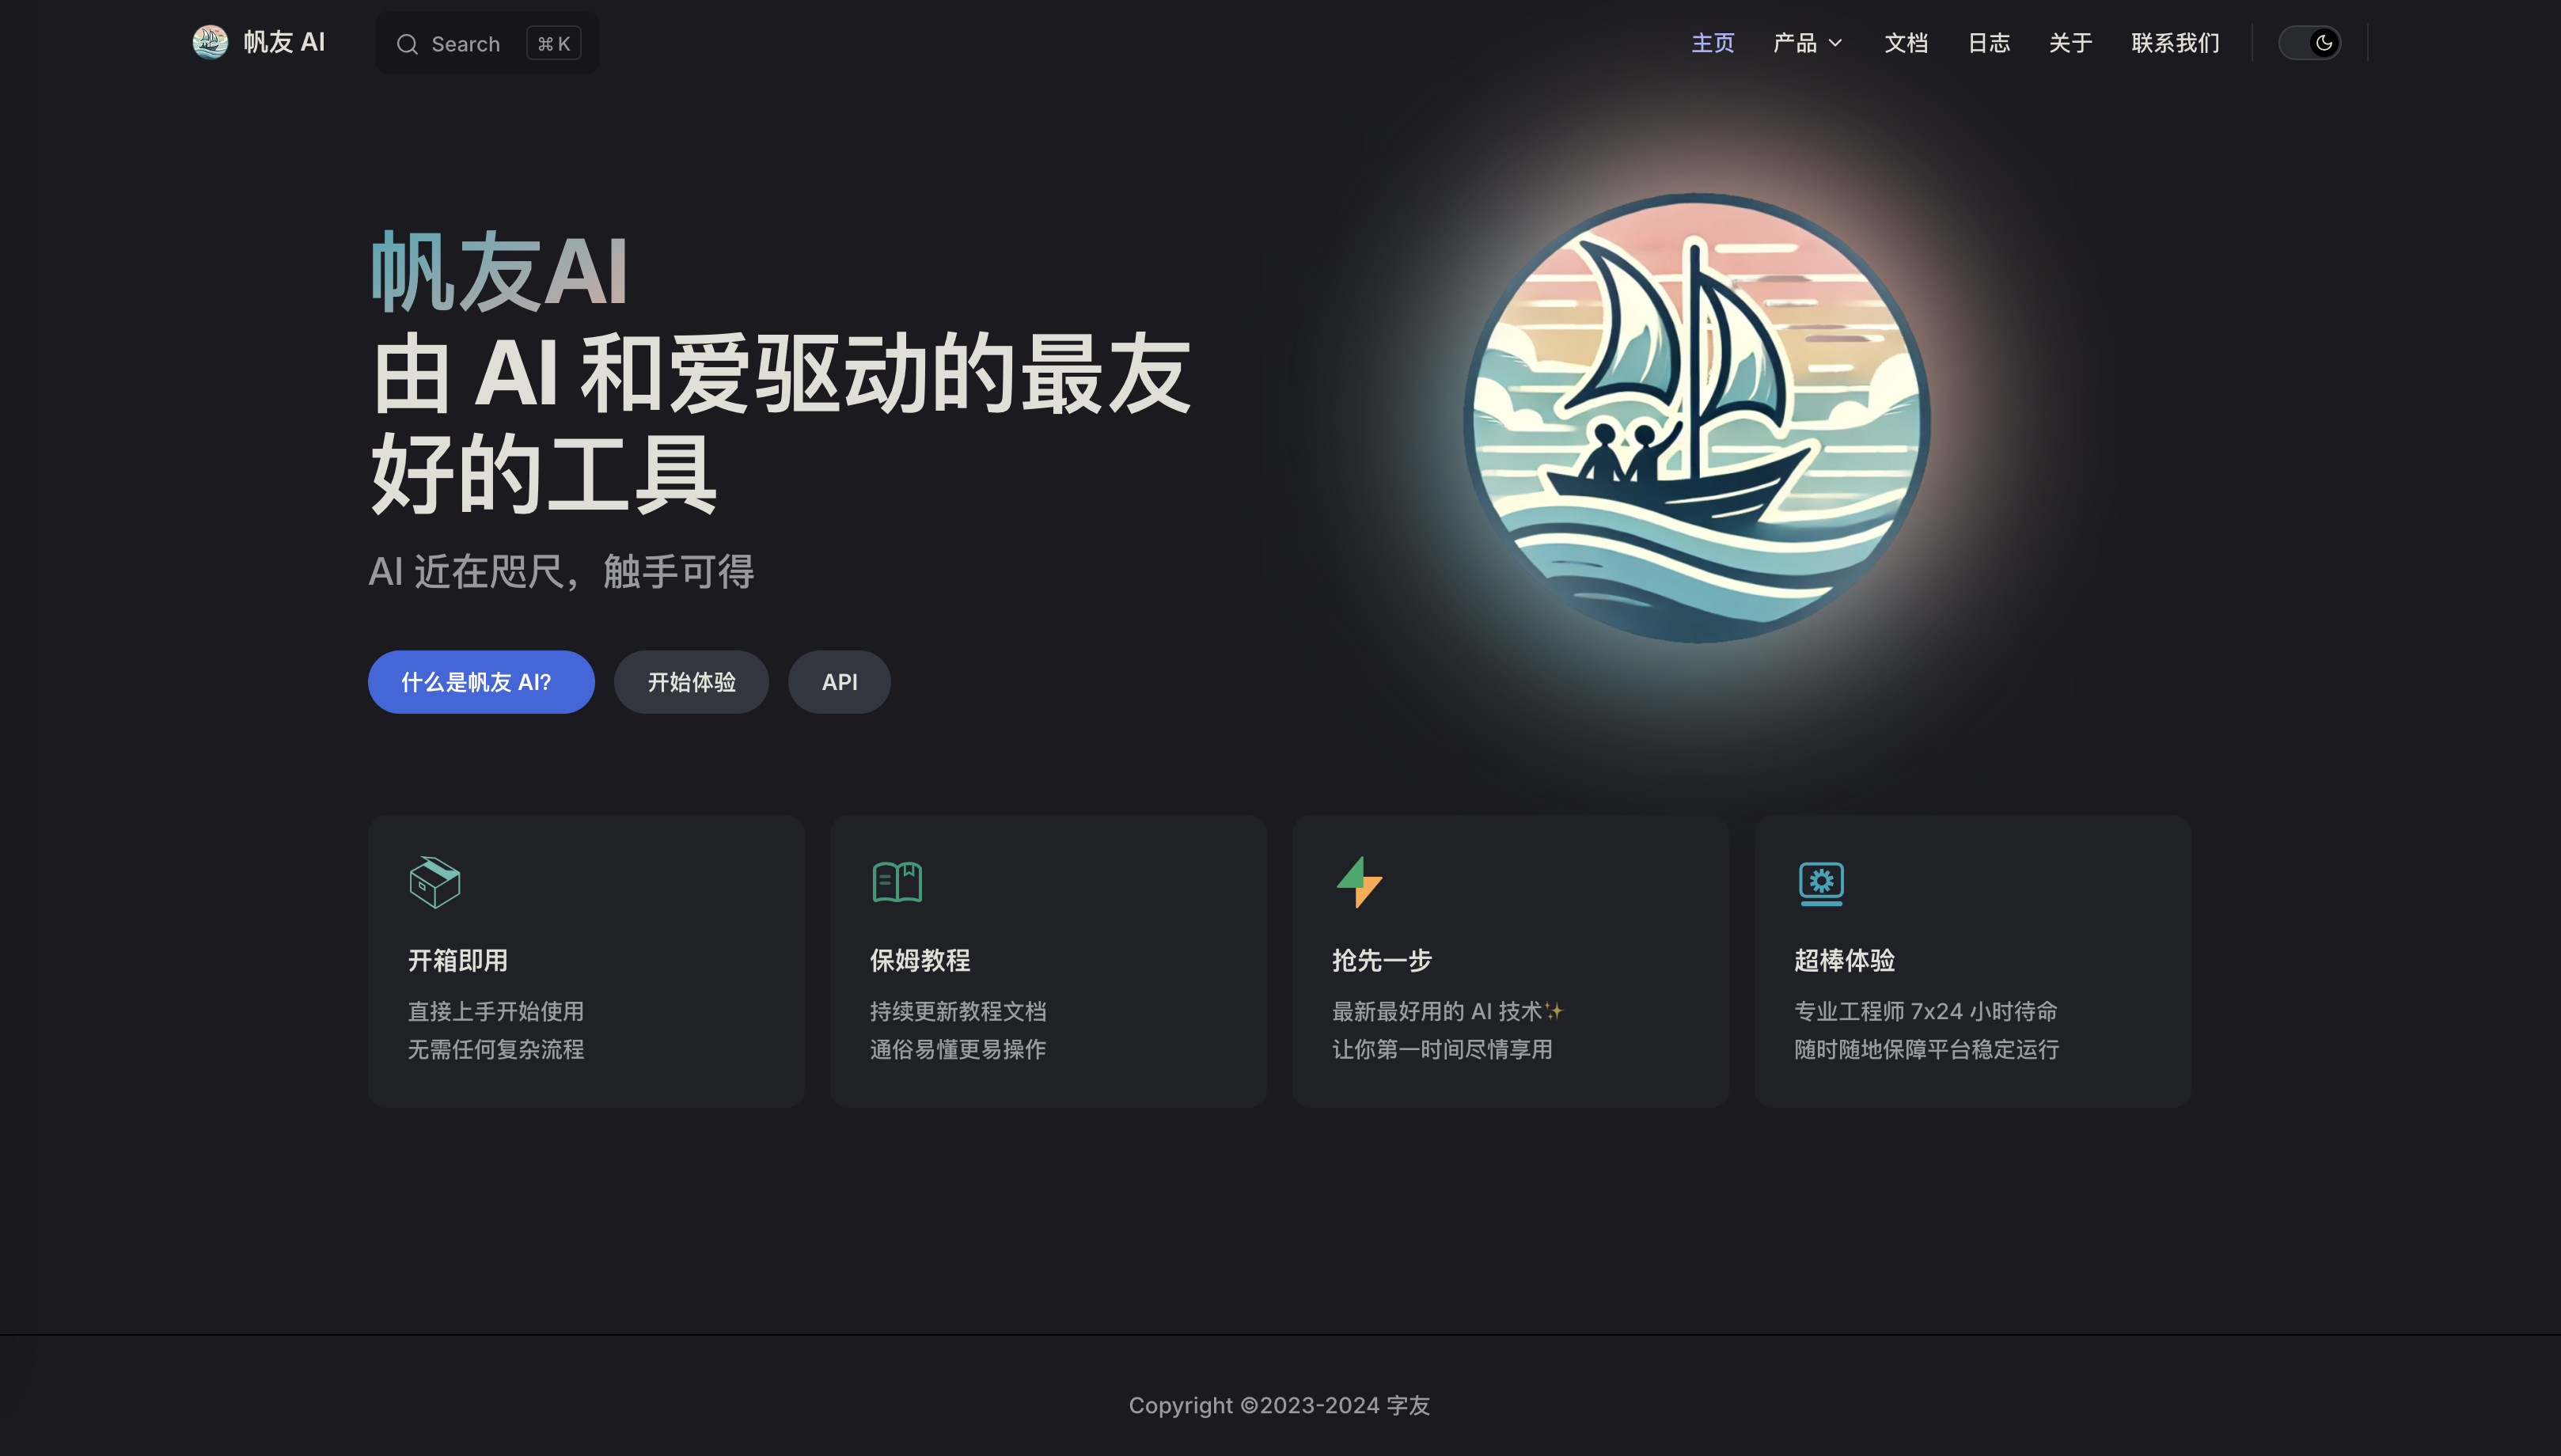 帆友 AI
Search
⌘ K
主页
产品
文档
日志
关于
联系我们
帆友AI
由 AI 和爱驱动的最友
好的工具
AI 近在咫尺，触手可得
什么是帆友 AI?
开始体验
API
开箱即用
直接上手开始使用
无需任何复杂流程
保姆教程
持续更新教程文档
通俗易懂更易操作
抢先一步
最新最好用的 AI 技术✨
让你第一时间尽情享用
超棒体验
专业工程师 7x24 小时待命
随时随地保障平台稳定运行
Copyright ©2023-2024 字友